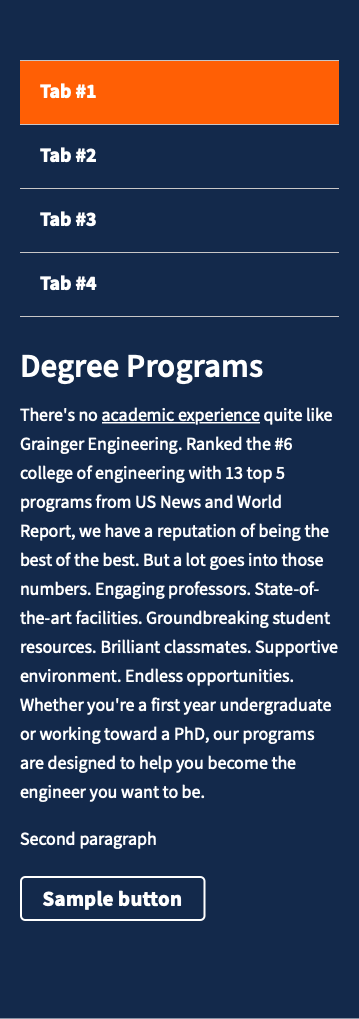 Tab #1
Tab #2
Tab #3
Tab #4
Degree Programs
There's no academic experience quite like
Grainger Engineering. Ranked the #6
college of engineering with 13 top 5
programs from US News and World
Report, we have a reputation of being the
best of the best. But a lot goes into those
numbers. Engaging professors. State-of-
the-art facilities. Groundbreaking student
resources. Brilliant classmates. Supportive
environment. Endless opportunities.
Whether you're a first year undergraduate
or working toward a PhD, our programs
are designed to help you become the
engineer you want to be.
Second paragraph
Sample button